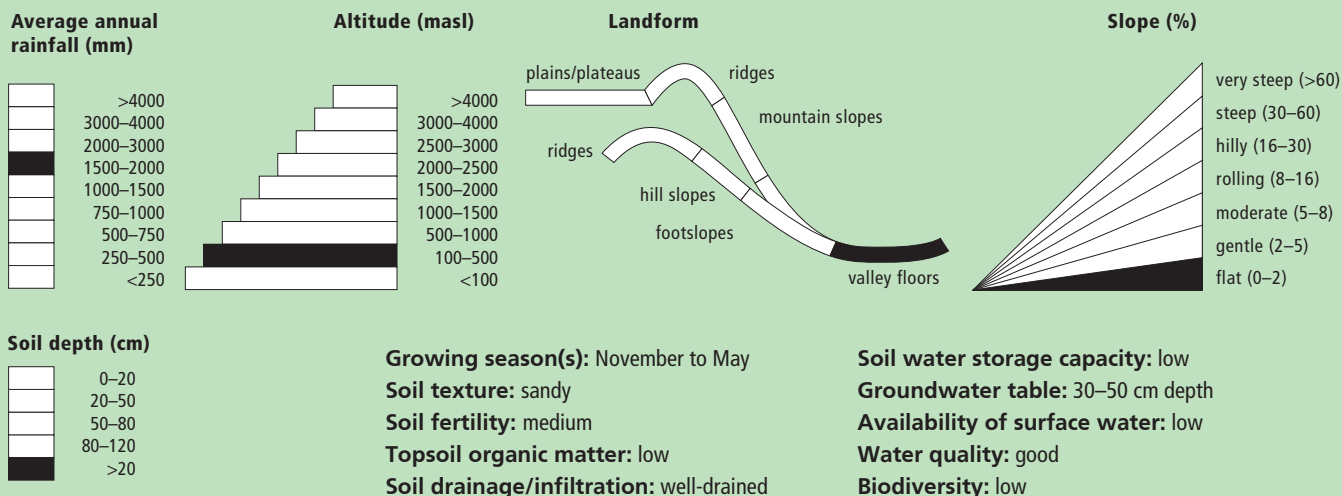 Average annual
rainfall (mm)
>4000
3000–4000
2000–3000
1500–2000
1000–1500
750–1000
500–750
250–500
<250
Altitude (masl)
>4000
3000–4000
2500–3000
2000–2500
1500–2000
1000–1500
500–1000
100–500
<100
Landform
plains/plateaus
ridges
mountain slopes
ridges
hill slopes
footslopes
valley floors
Slope (%)
very steep (>60)
steep (30–60)
hilly (16–30)
rolling (8–16)
moderate (5–8)
gentle (2–5)
flat (0–2)
Soil depth (cm)
0–20
20–50
50–80
80–120
>20
Growing season(s): November to May
Soil texture: sandy
Soil fertility: medium
Topsoil organic matter: low
Soil drainage/infiltration: well-drained
Soil water storage capacity: low
Groundwater table: 30–50 cm depth
Availability of surface water: low
Water quality: good
Biodiversity: low